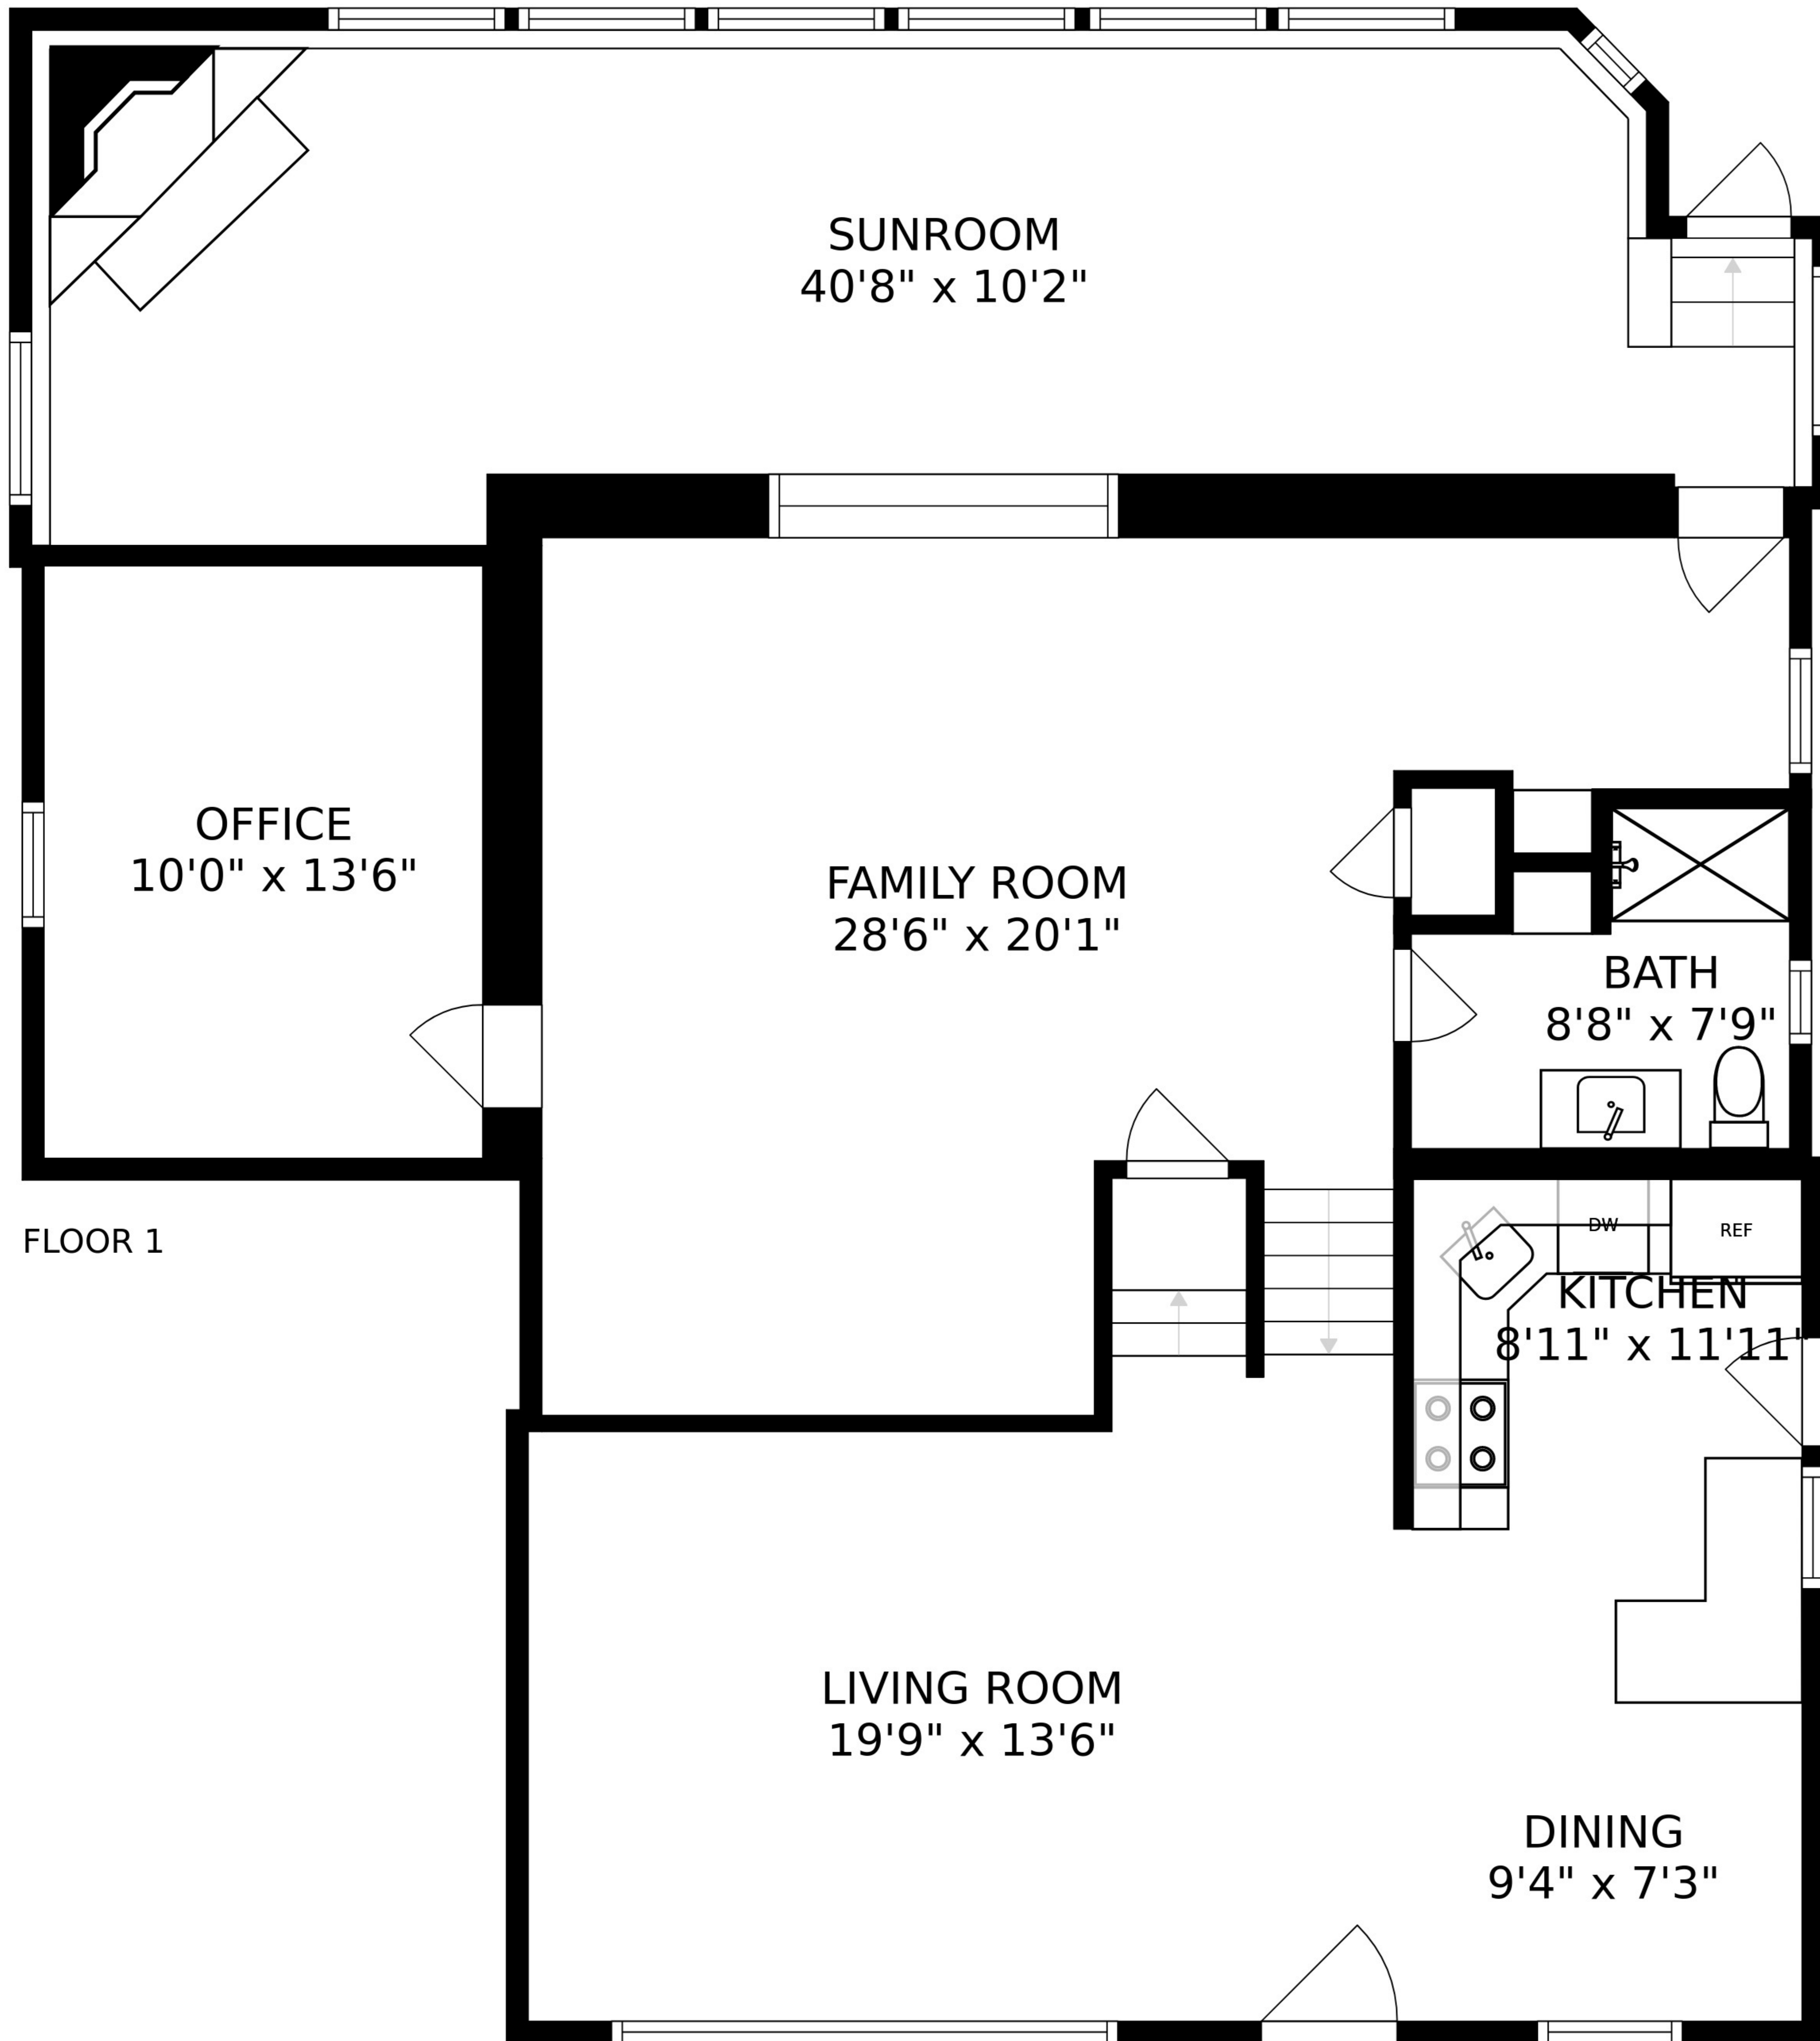 SUNROOM
40'8" x 10'2"
OFFICE
10'0" x 13'6"
FAMILY ROOM
28'6" x 20'1"
BATH
8'8" x 7'9"
FLOOR 1
DW
REF
KITCHEN
8'11" x 11'11"
LIVING ROOM
19'9" x 13'6"
DINING
9'4" x 7'3"